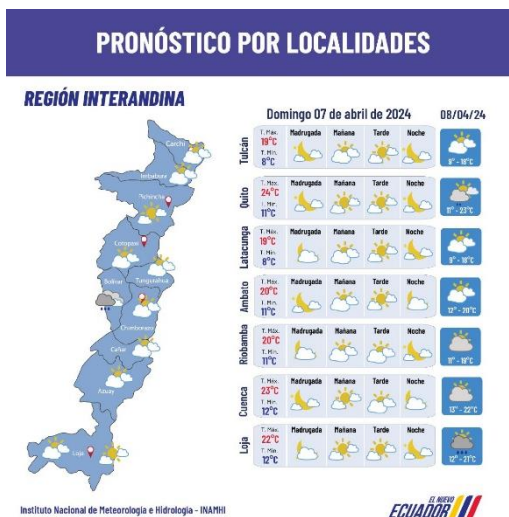 PRONÓSTICO POR LOCALIDADES
REGIÓN INTERANDINA
Domingo 07 de abril de 2024
08/04/24
Carchi
Imbabura
Pichincha
Cotopaxi
Tungurahua
Bolívar
Chimborazo
Cañar
Azuay
Loja
Tulcán
T. Máx.
19°C
T. Mín.
8°C
Madrugada
Mañana
Tarde
Noche
9° - 18°C
Quito
T. Máx.
24°C
T. Mín.
11°C
Madrugada
Mañana
Tarde
Noche
11° - 23°C
Latacunga
T. Máx.
19°C
T. Mín.
8°C
Madrugada
Mañana
Tarde
Noche
9° - 18°C
Ambato
T. Máx.
20°C
T. Mín.
11°C
Madrugada
Mañana
Tarde
Noche
12° - 20°C
Riobamba
T. Máx.
20°C
T. Mín.
11°C
Madrugada
Mañana
Tarde
Noche
11° - 19°C
Cuenca
T. Máx.
23°C
T. Mín.
12°C
Madrugada
Mañana
Tarde
Noche
13° - 22°C
Loja
T. Máx.
22°C
T. Mín.
12°C
Madrugada
Mañana
Tarde
Noche
12° - 21°C
Instituto Nacional de Meteorología e Hidrología - INAMHI
EL NUEVO
ECUADOR